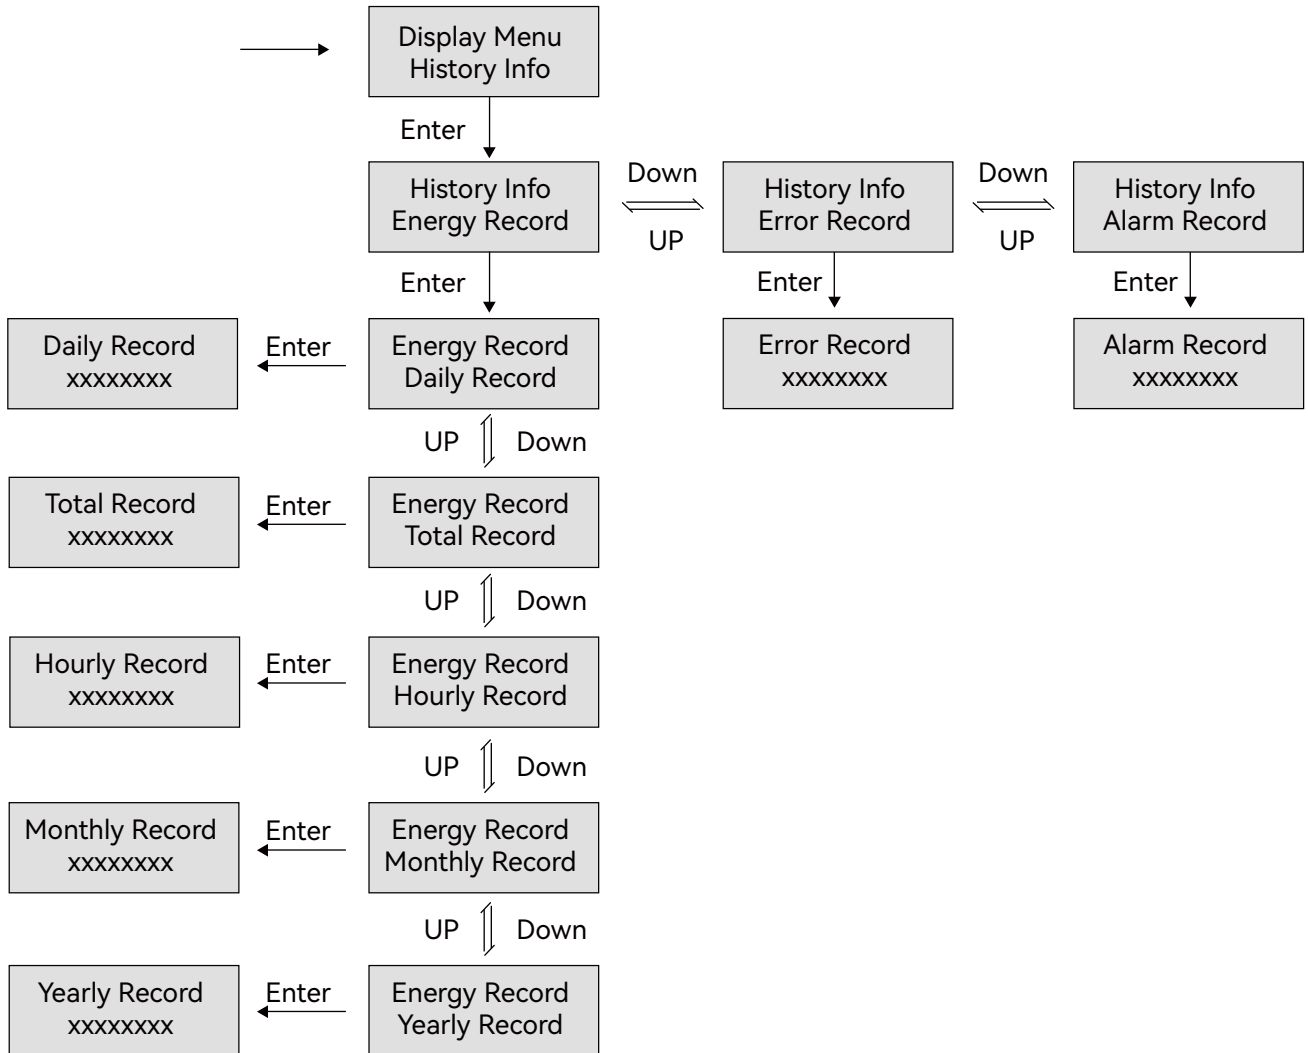 Display Menu
History Info
Enter
History Info
Energy Record
Down
UP
History Info
Error Record
Down
UP
History Info
Alarm Record
Enter
Enter
Enter
Daily Record
xxxxxxxx
Enter
Energy Record
Daily Record
Error Record
xxxxxxxx
Alarm Record
xxxxxxxx
UP
Down
Total Record
xxxxxxxx
Enter
Energy Record
Total Record
UP
Down
Hourly Record
xxxxxxxx
Enter
Energy Record
Hourly Record
UP
Down
Monthly Record
xxxxxxxx
Enter
Energy Record
Monthly Record
UP
Down
Yearly Record
xxxxxxxx
Enter
Energy Record
Yearly Record